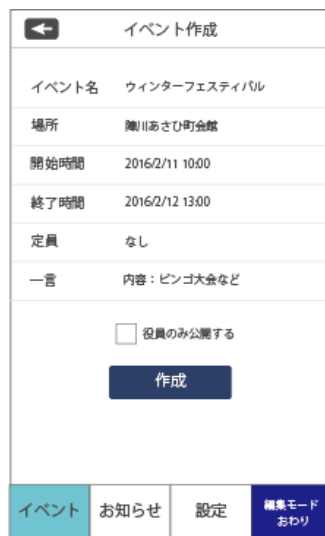 イベント作成
イベント名 ウィンターフェスティバル
場所 陣川あさひ町会館
開始時間 2016/2/11 10:00
終了時間 2016/2/12 13:00
定員 なし
一言 内容：ビンゴ大会など
役員のみ公開する
作成
イベント お知らせ 設定 編集モード
おわり